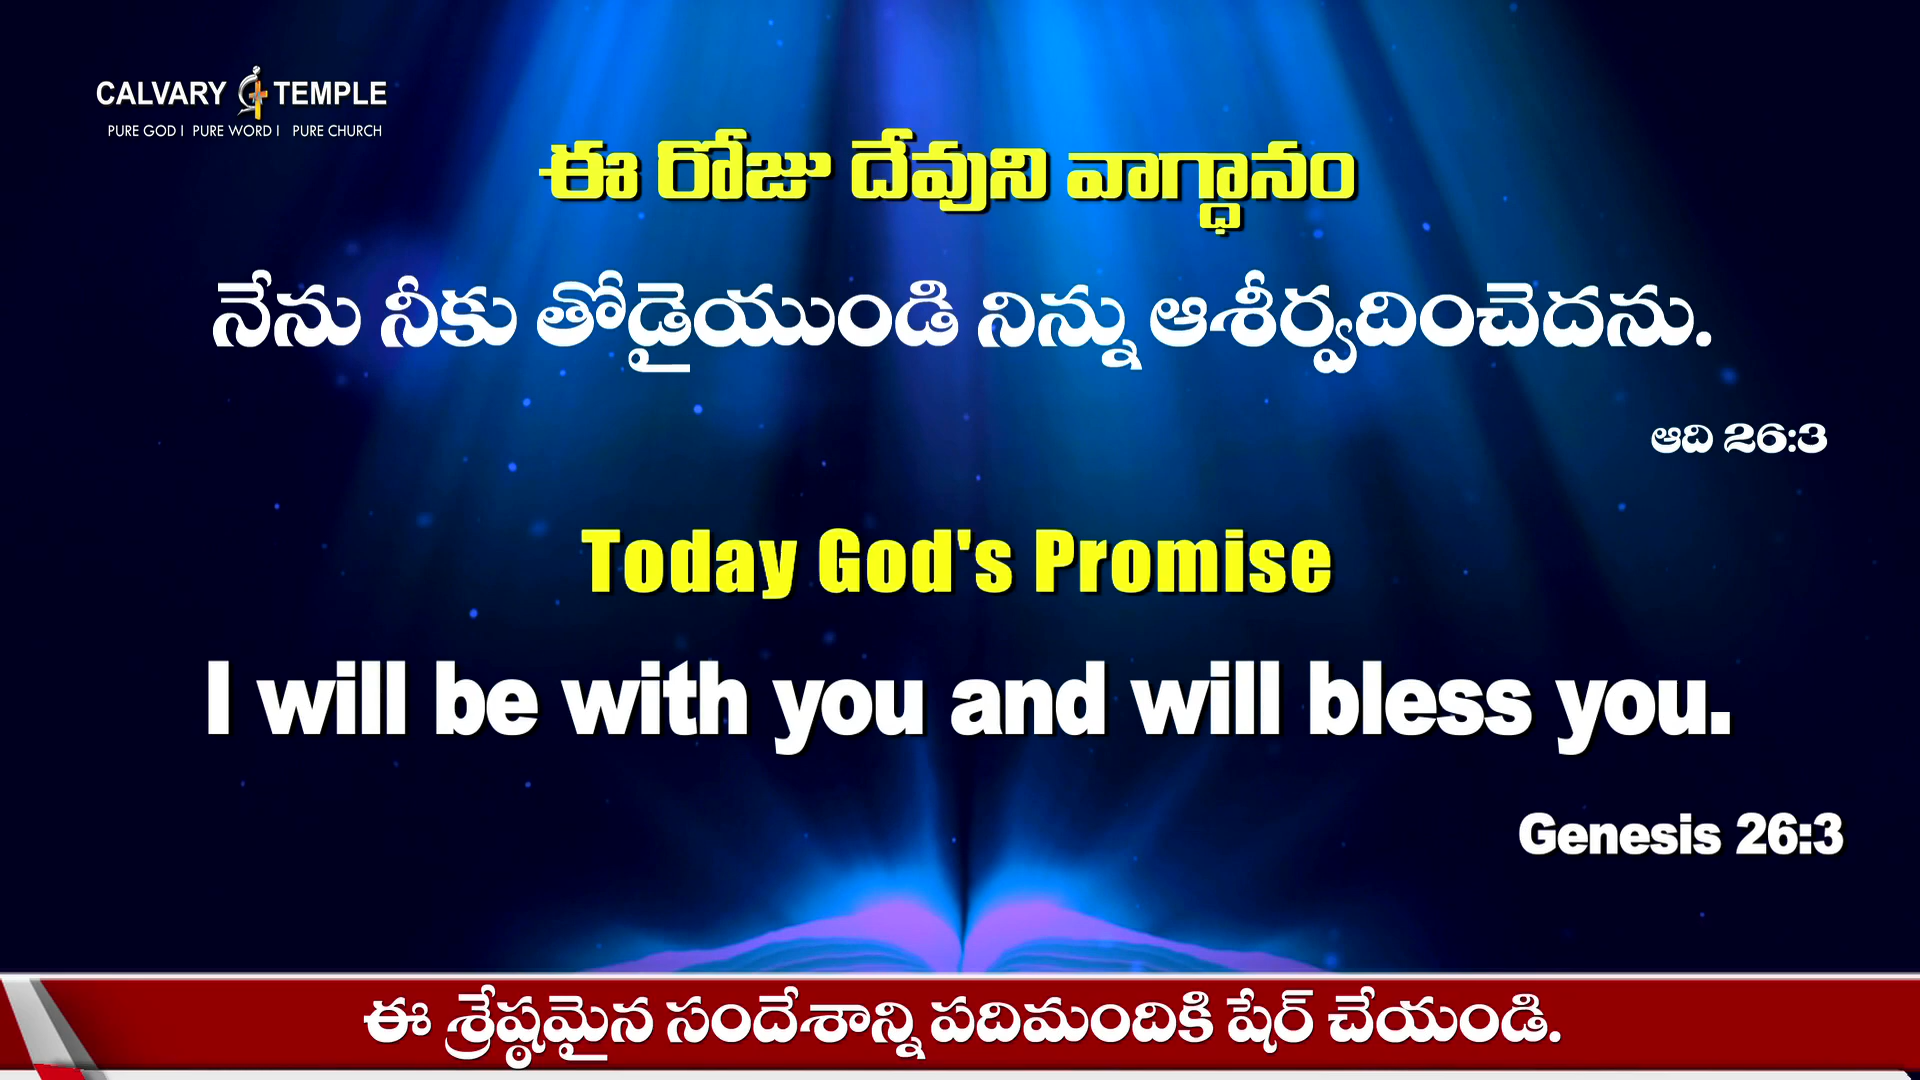 CALVARY TEMPLE
PURE GOD I PURE WORD I PURE CHURCH
ఈ రోజు దేవుని వాగ్ధానం
నేను నీకు తోడైయుండి నిన్ను ఆశీర్వదించెదను.
ఆది 26:3
Today God's Promise
I will be with you and will bless you.
Genesis 26:3
ఈ శ్రేష్ఠమైన సందేశాన్ని పదిమందికి షేర్ చేయండి.